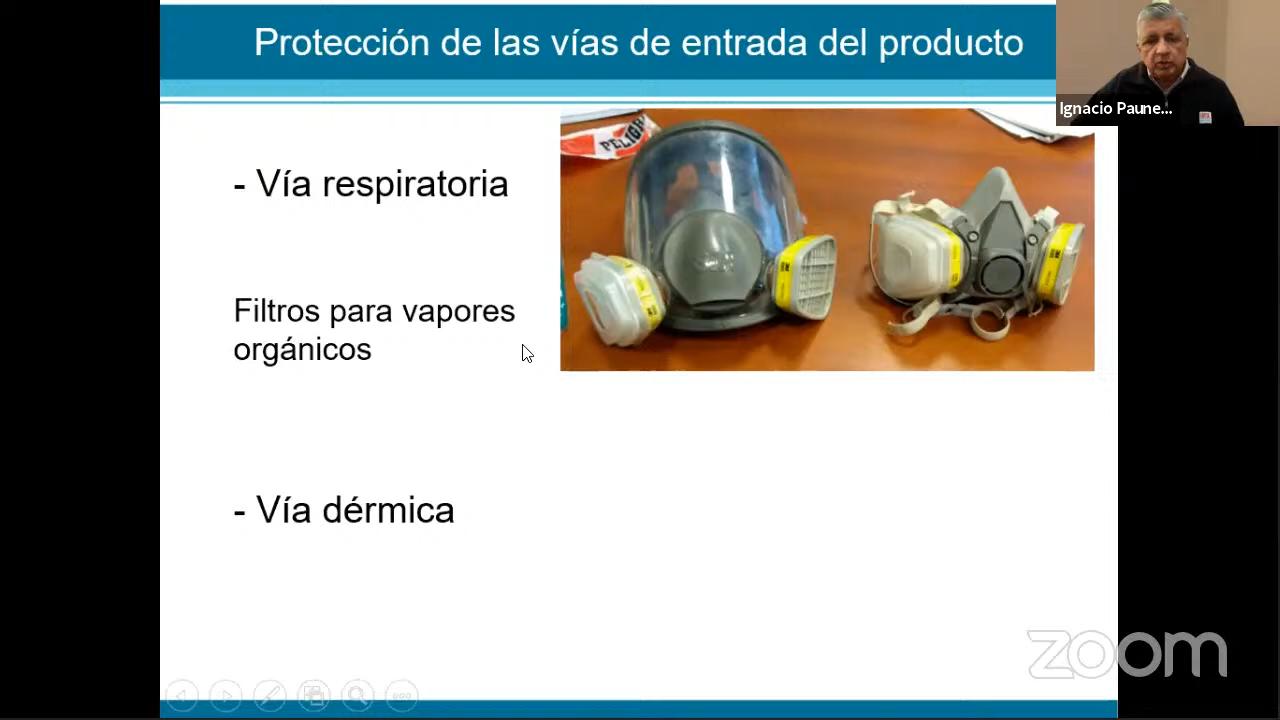 Protección de las vías de entrada del producto
Ignacio Paune...
- Vía respiratoria
PELIG
Filtros para vapores
orgánicos
- Vía dérmica
zoom